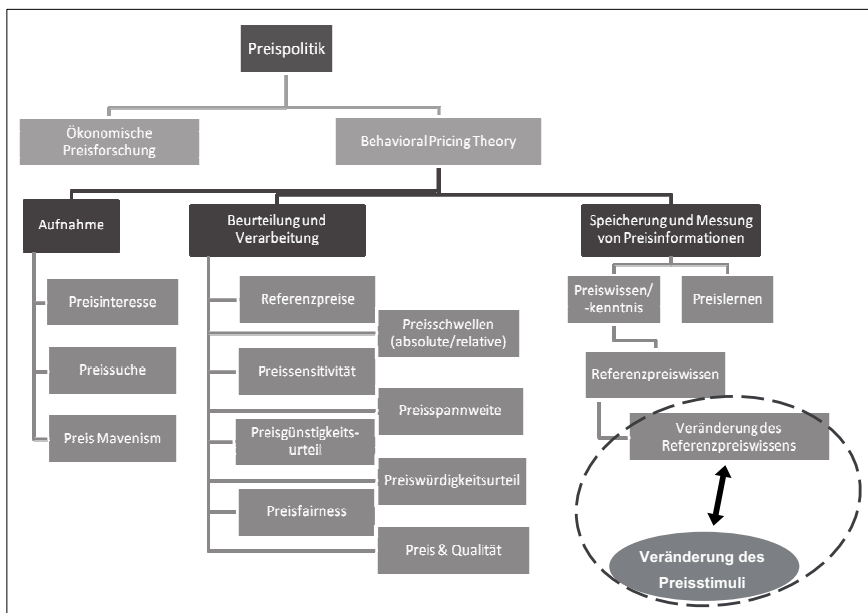 Preispolitik
Ökonomische
Preisforschung
Behavioral Pricing Theory
Aufnahme
Preisinteresse
Preissuche
Preis Mavenism
Beurteilung und
Verarbeitung
Referenzpreise
Preisschwellen
(absolute/relative)
Preissensitivität
Preisspannweite
Preisgünstigkeits-
urteil
Preiswürdigkeitsurteil
Preisfairness
Preis & Qualität
Speicherung und Messung
von Preisinformationen
Preiswissen/
-kenntnis
Preislernen
Referenzpreiswissen
Veränderung des
Referenzpreiswissens
Veränderung des
Preisstimuli